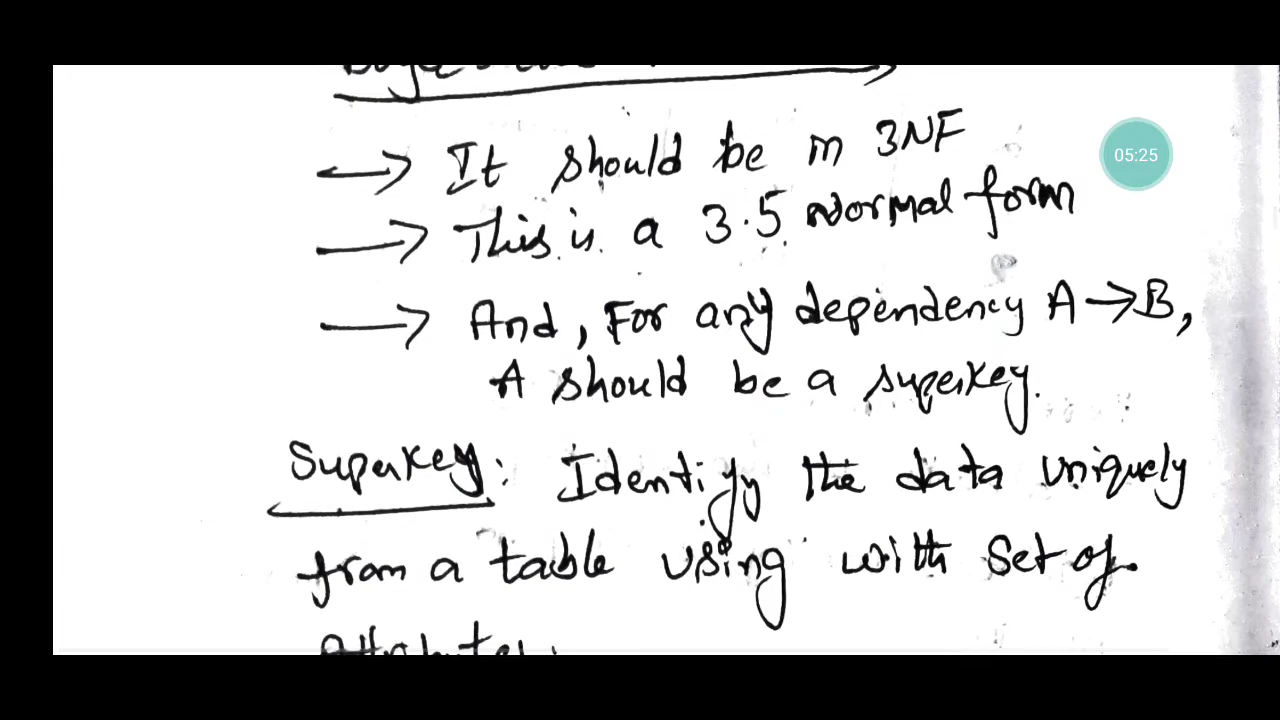 → It should be in 3NF
05:25
→ This is a 3.5 Normal form
→ And, For any dependency A→B,
A should be a superkey.
Superkey: Identify the data uniquely
from a table using with set of
Attributes.